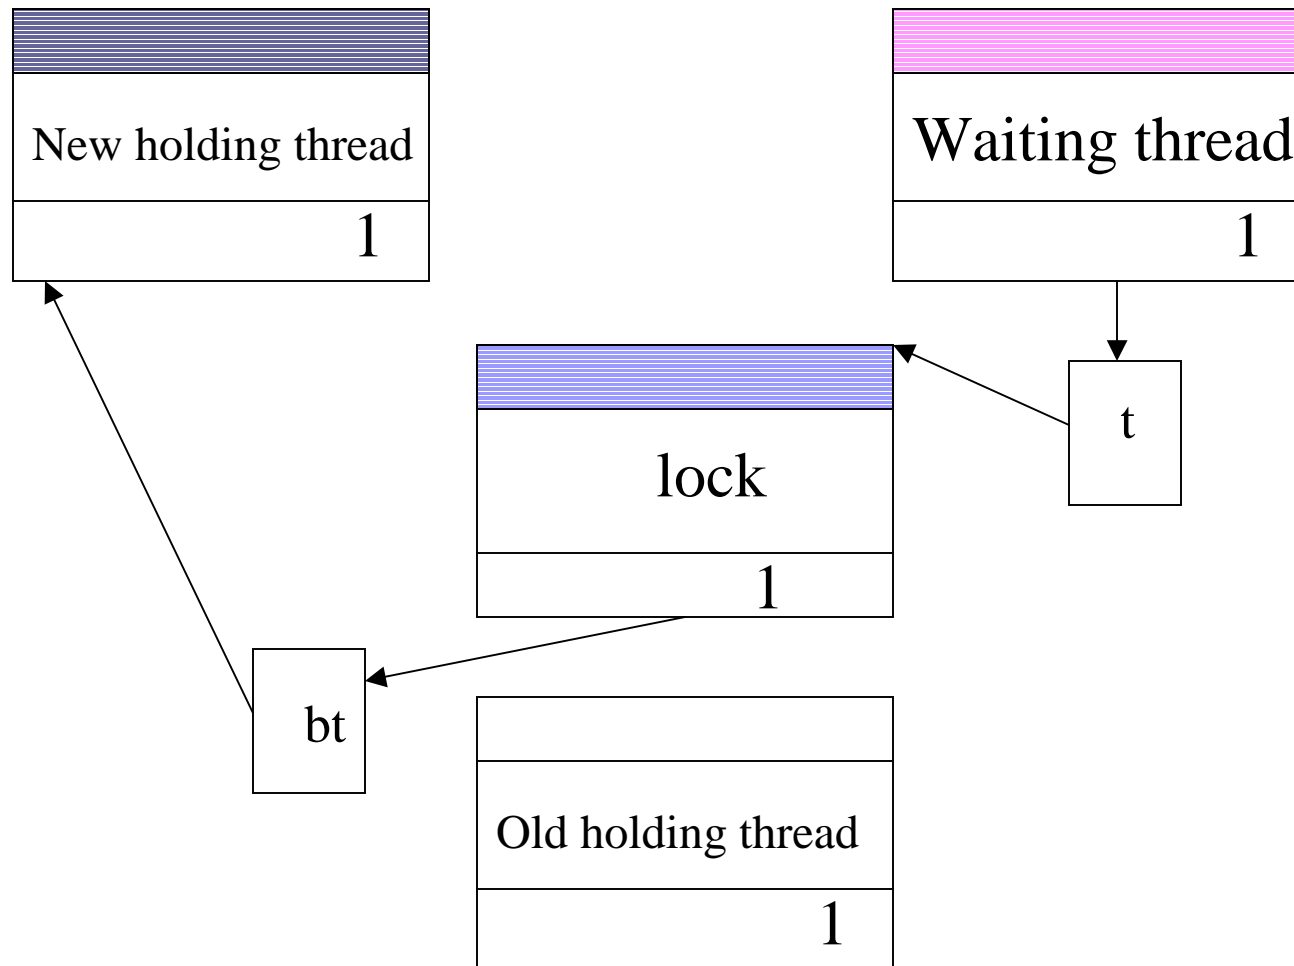 New holding thread
1
Waiting thread
1
t
lock
1
bt
Old holding thread
1